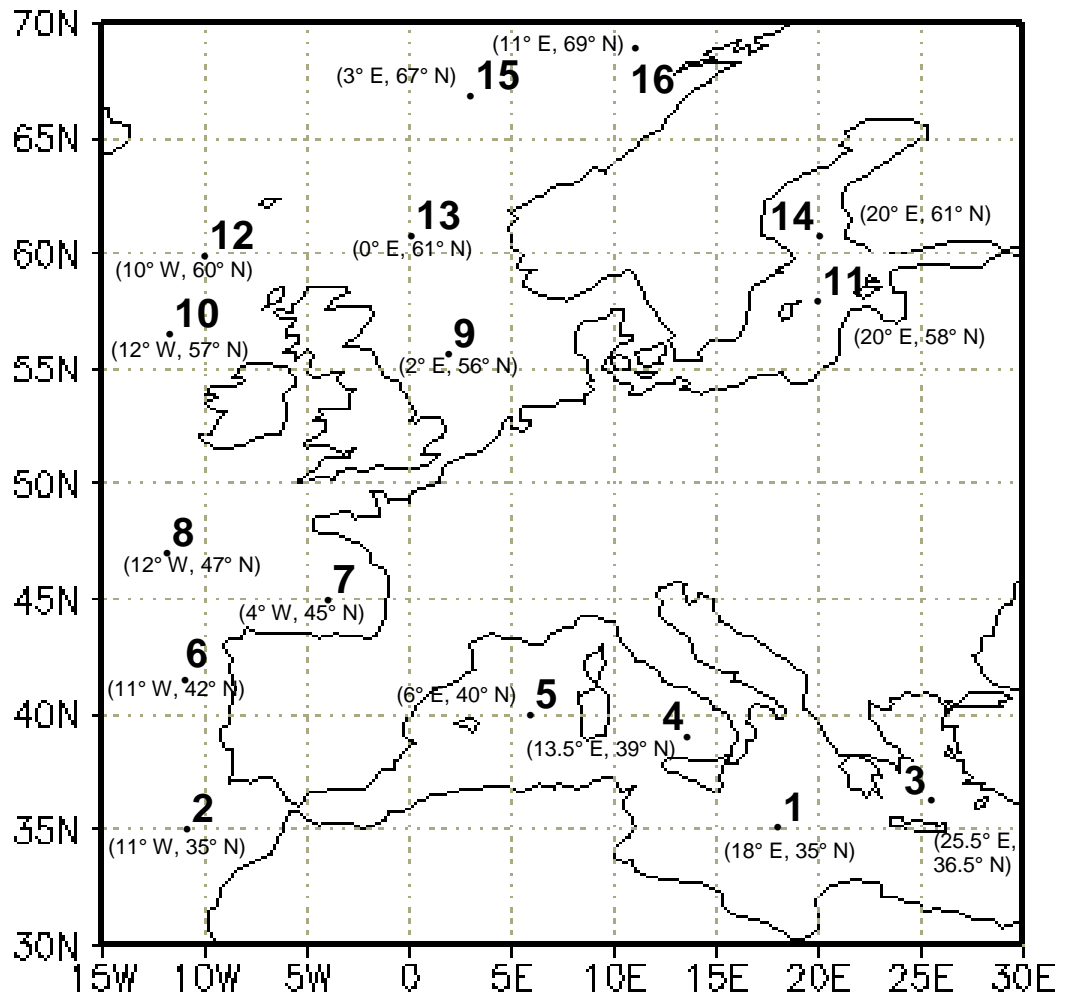 70N
(11° E, 69° N)
(3° E, 67° N)
15
16
65N
13
14
(20° E, 61° N)
12
(0° E, 61° N)
60N
(10° W, 60° N)
11
10
9
(20° E, 58° N)
(12° W, 57° N)
(2° E, 56° N)
55N
50N
8
(12° W, 47° N)
7
45N
(4° W, 45° N)
6
(11° W, 42° N)
(6° E, 40° N)
5
40N
4
(13.5° E, 39° N)
3
2
1
35N
(11° W, 35° N)
(18° E, 35° N)
(25.5° E,
36.5° N)
30N
15W
10W
5W
0
5E
10E
15E
20E
25E
30E